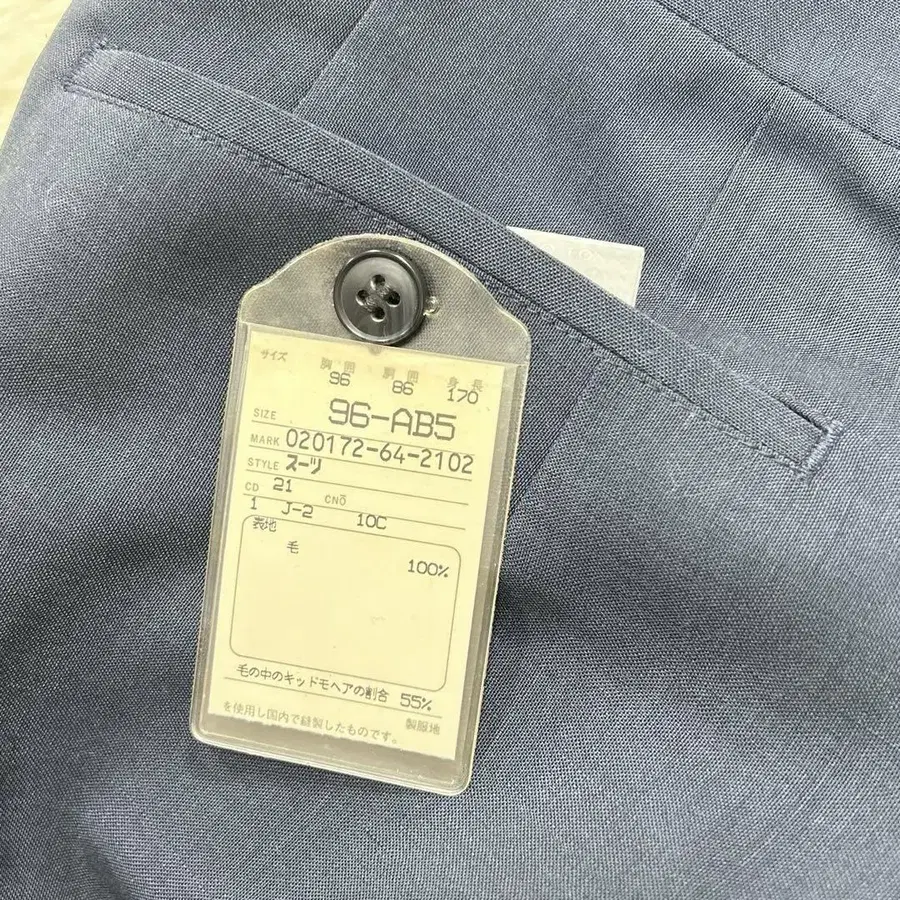 サイズ 胸囲 胴囲 身長
96 86 170
SIZE 96-AB5
MARK 020172-64-2102
STYLE スーツ
CD 21 CNO
1 J-2 10C
表地
毛 100%
毛の中のキッドモヘアの割合 55%
製服地
を使用し国内で縫製したものです。